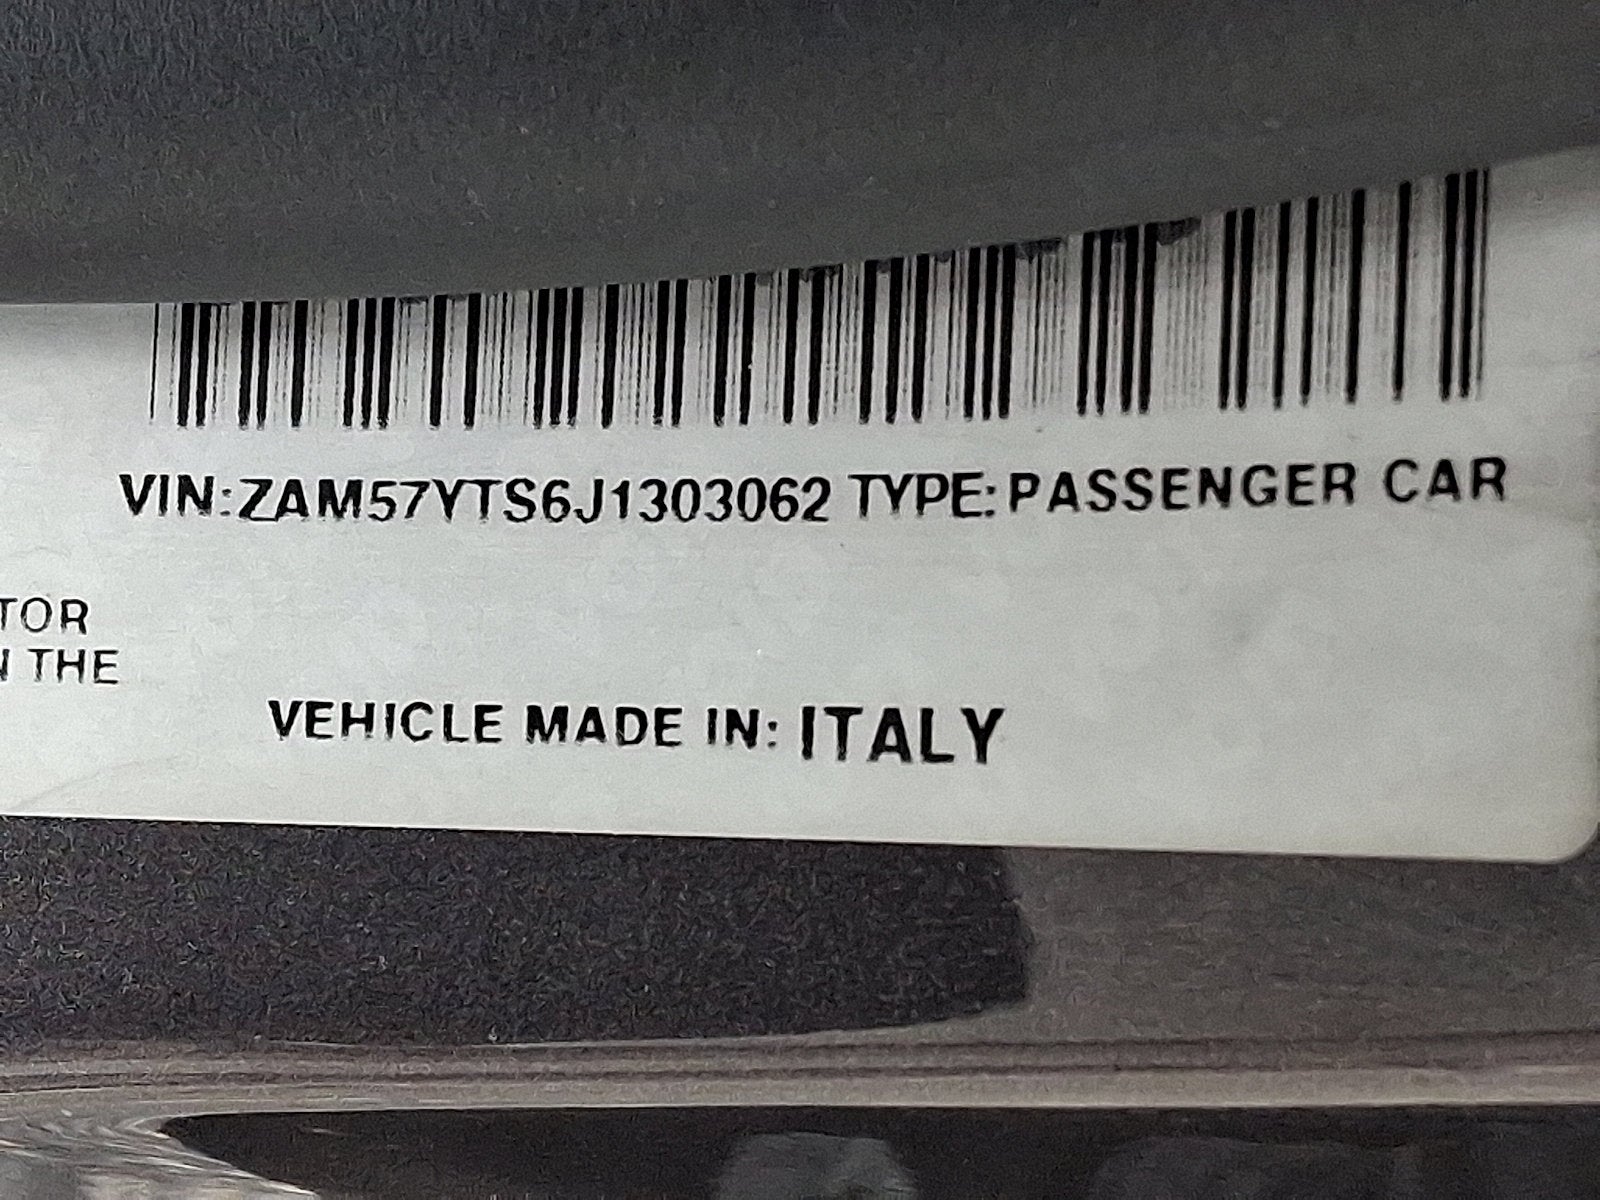 VIN:ZAM57YTS6J1303062 TYPE:PASSENGER CAR
TOR
N THE
VEHICLE MADE IN: ITALY